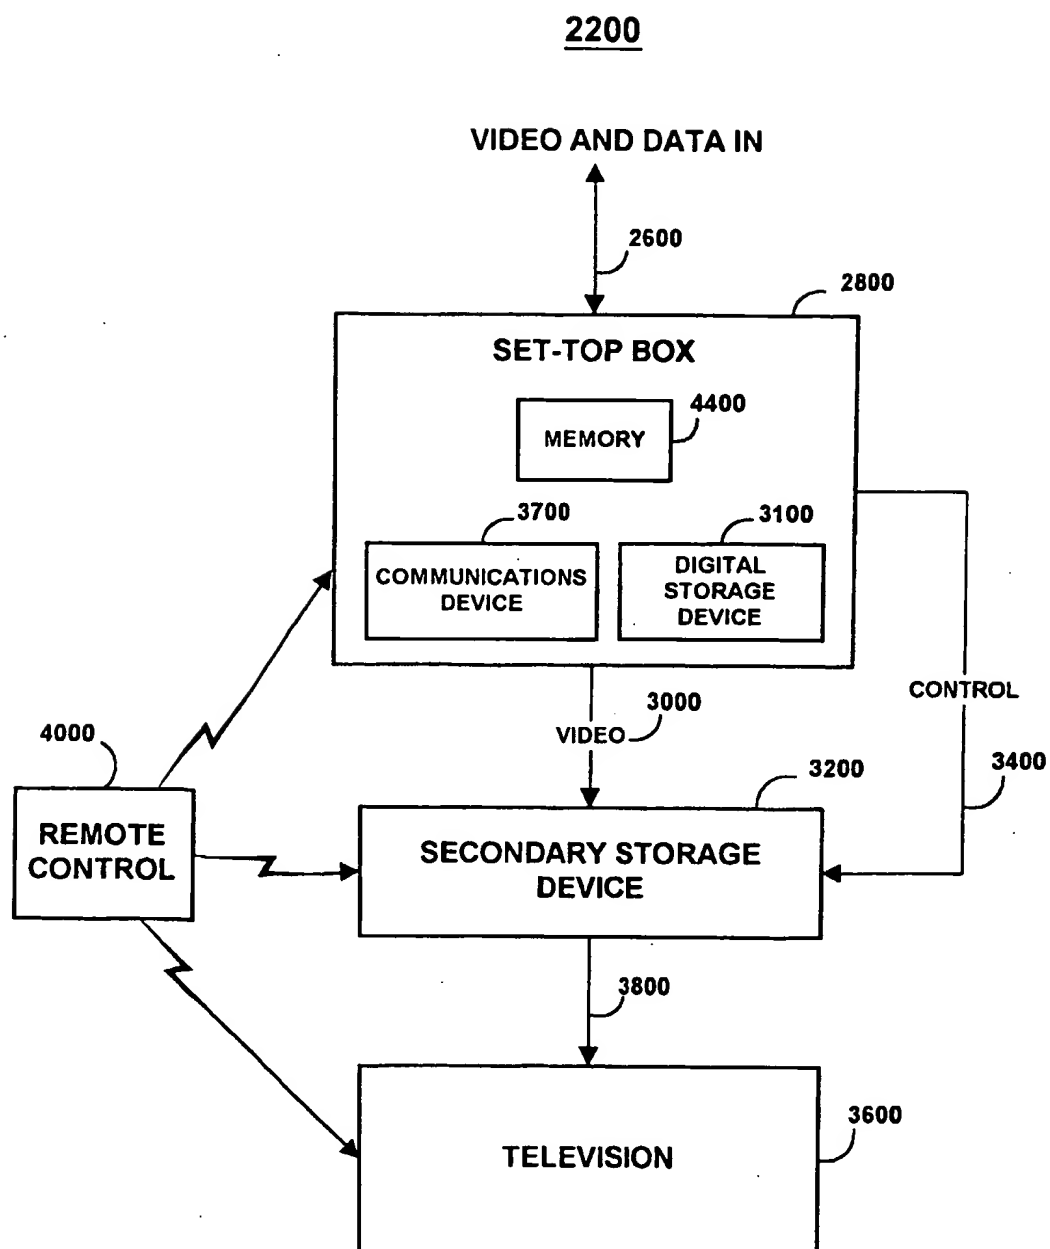 2200
VIDEO AND DATA IN
2600
2800
SET-TOP BOX
4400
MEMORY
3700
3100
COMMUNICATIONS
DEVICE
DIGITAL
STORAGE
DEVICE
CONTROL
3000
VIDEO
4000
3400
3200
REMOTE
CONTROL
SECONDARY STORAGE
DEVICE
3800
3600
TELEVISION